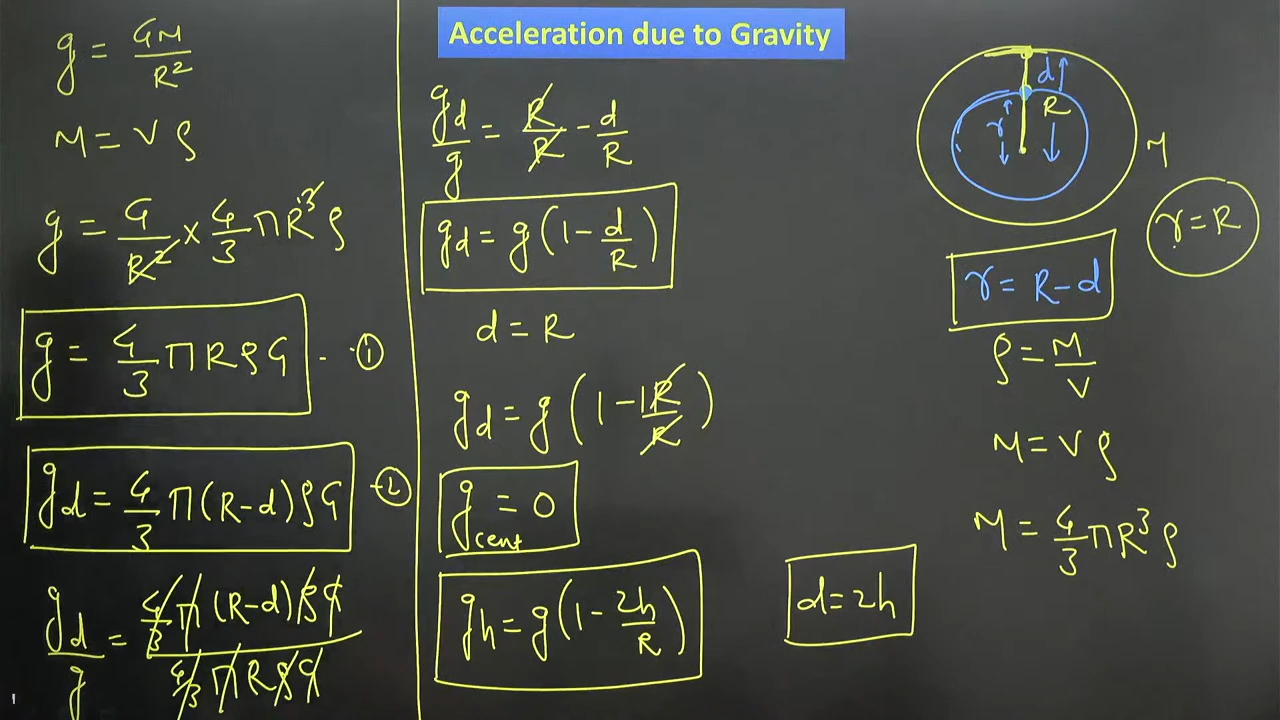 Acceleration due to Gravity
g = GM/R²
M = Vρ
g = G/R² × 4/3 πR³ρ
g = 4/3 πRρG - - ①
gd = 4/3 π(R-d)ρG - ②
gd/g = 4/3 π(R-d)ρG / 4/3 πRρG
gd/g = R/R - d/R
gd = g(1 - d/R)
d = R
gd = g(1 - 1R/R)
g cent = 0
gh = g(1 - 2h/R)
d = 2h
d
r R
M
r = R
r = R-d
ρ = M/V
M = Vρ
M = 4/3 πR³ρ